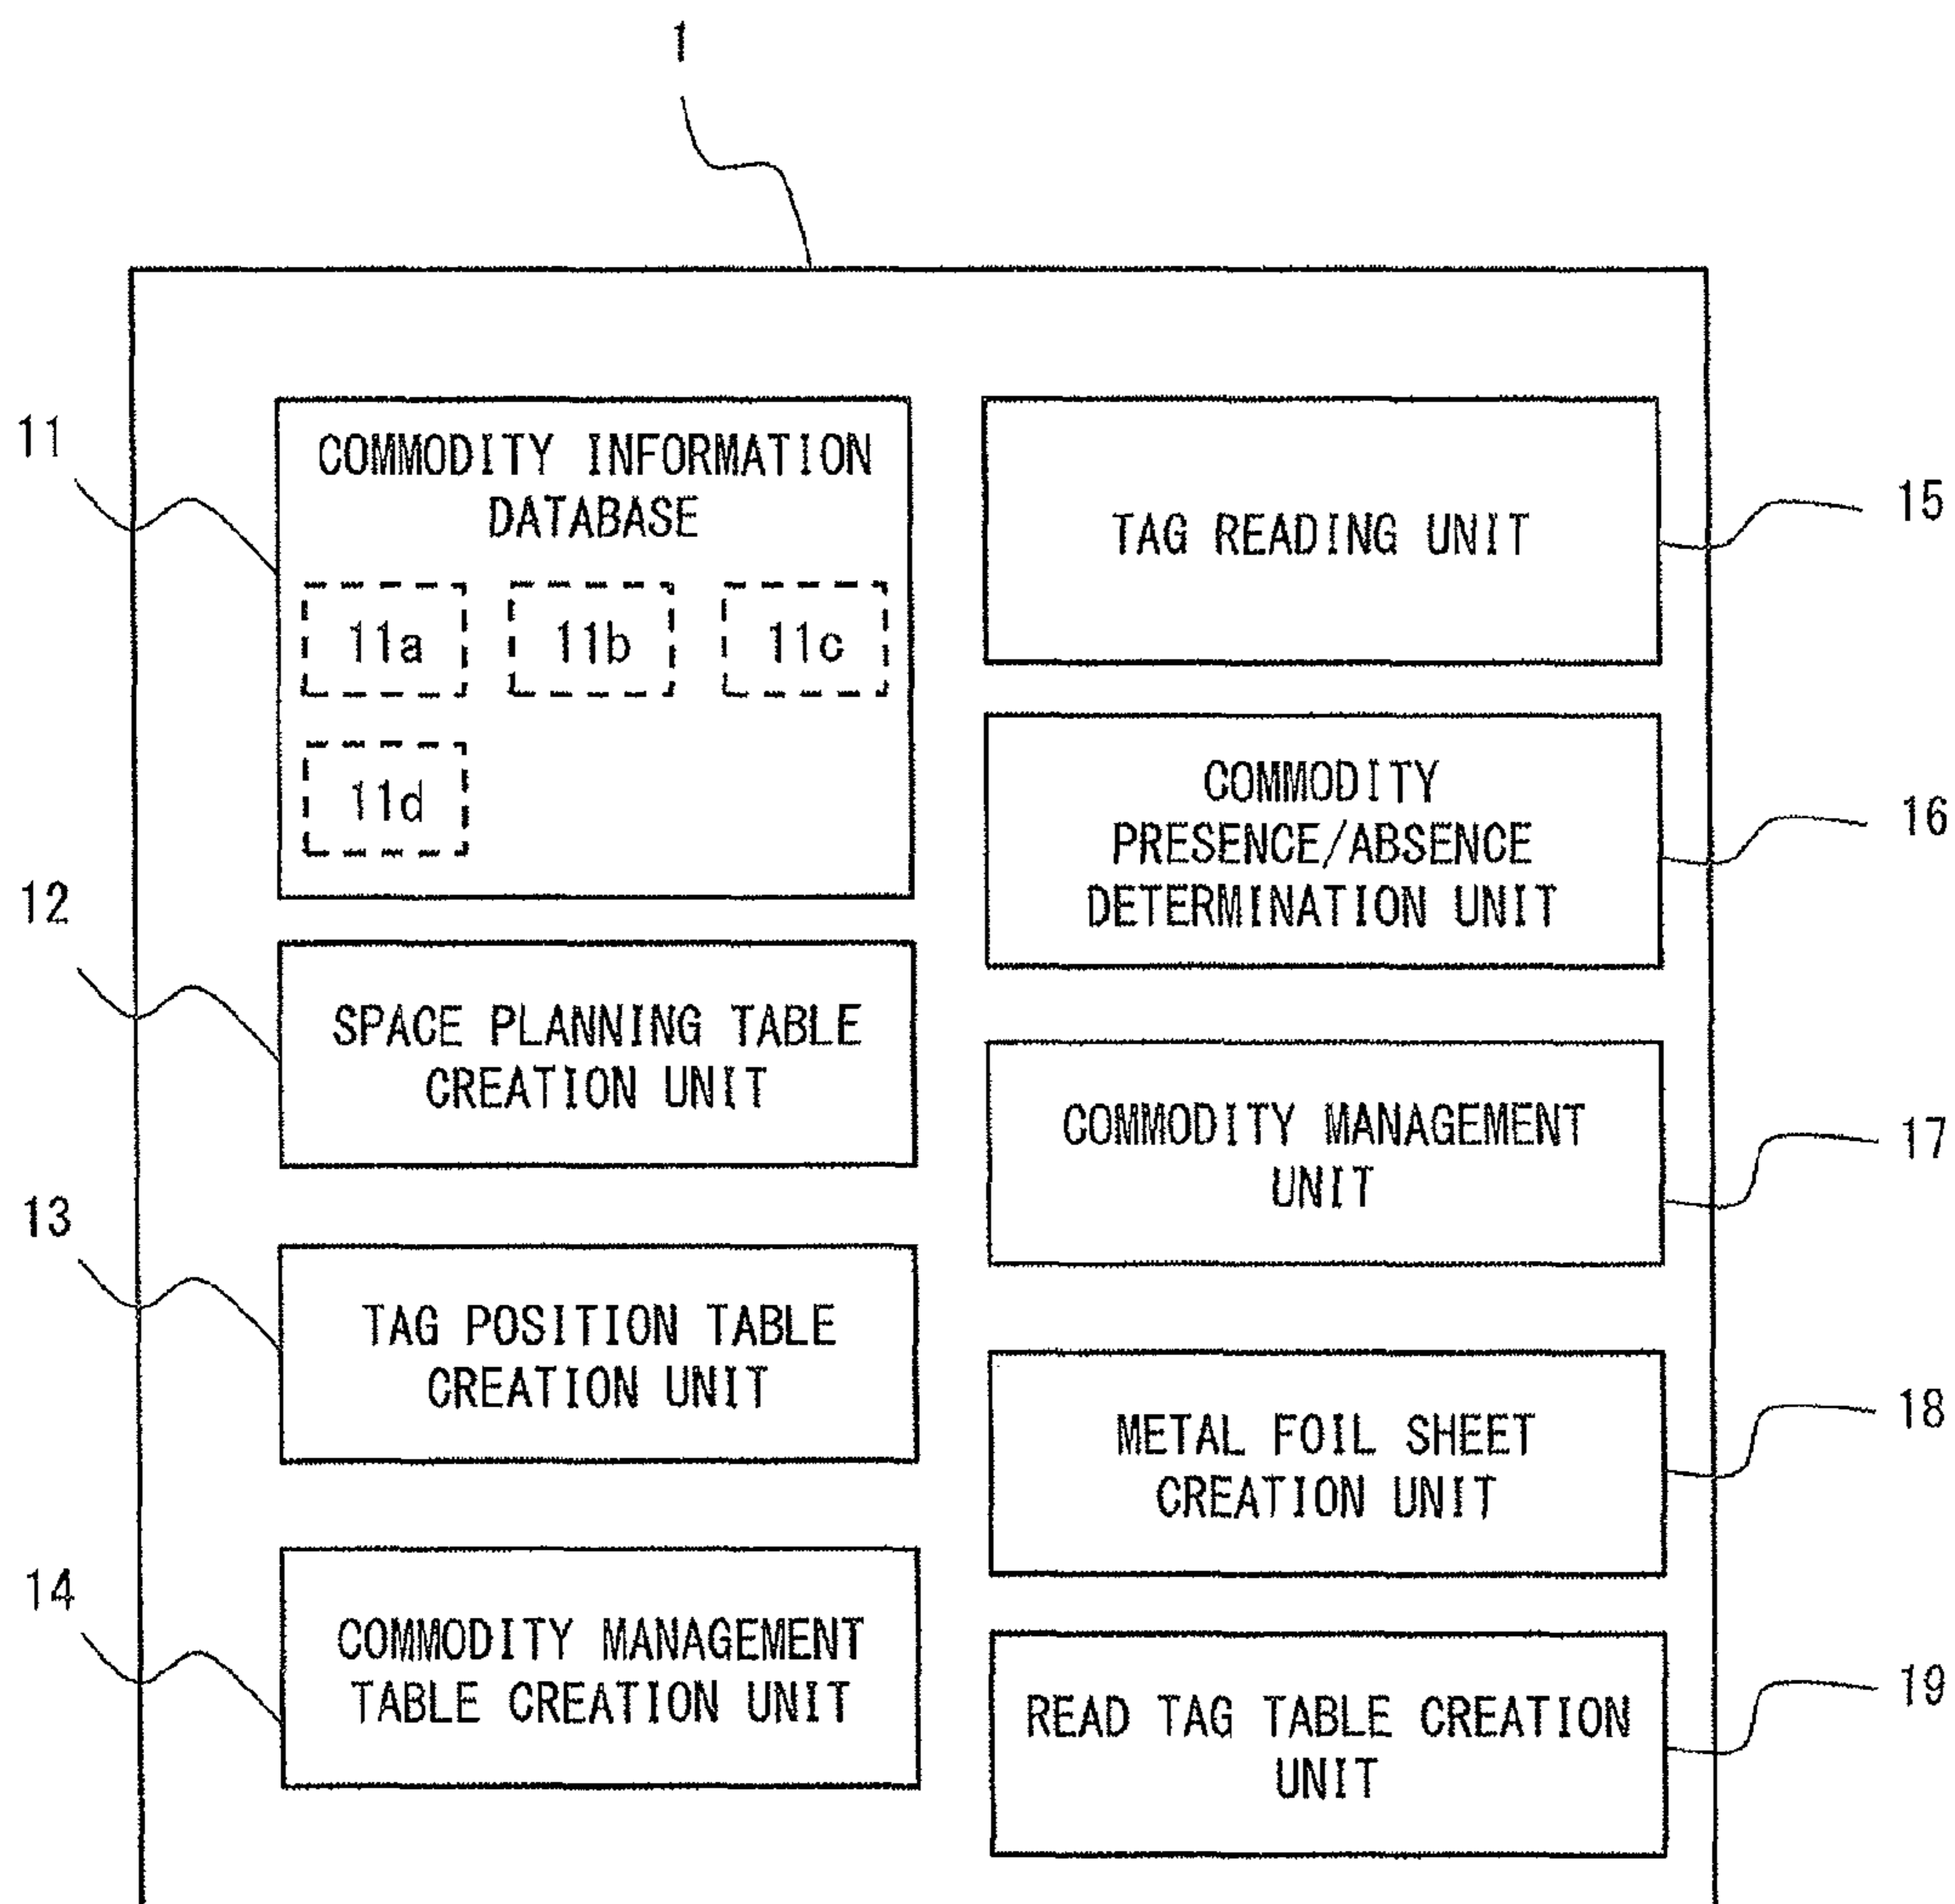 1
11
COMMODITY INFORMATION
DATABASE
11a 11b 11c
11d
12
SPACE PLANNING TABLE
CREATION UNIT
13
TAG POSITION TABLE
CREATION UNIT
14
COMMODITY MANAGEMENT
TABLE CREATION UNIT
TAG READING UNIT
15
COMMODITY
PRESENCE/ABSENCE
DETERMINATION UNIT
16
COMMODITY MANAGEMENT
UNIT
17
METAL FOIL SHEET
CREATION UNIT
18
READ TAG TABLE CREATION
UNIT
19